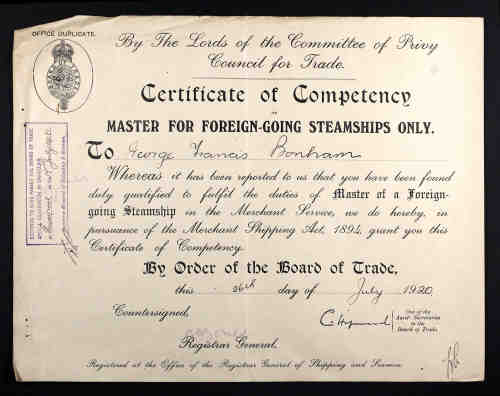 OFFICE DUPLICATE.
By The Lords of the Committee of Privy
Council for Trade.
Certificate of Competency
AS
MASTER FOR FOREIGN-GOING STEAMSHIPS ONLY.
To George Francis Bonham
Whereas it has been reported to us that you have been found
duly qualified to fulfil the duties of Master of a Foreign-
going Steamship in the Merchant Service, we do hereby, in
pursuance of the Merchant Shipping Act, 1894, grant you this
Certificate of Competency.
By Order of the Board of Trade,
this 26th day of July 1920
Countersigned,
One of the
Asst. Secretaries
to the
Board of Trade.
Registrar General.
Registered at the Office of the Registrar General of Shipping and Seamen.